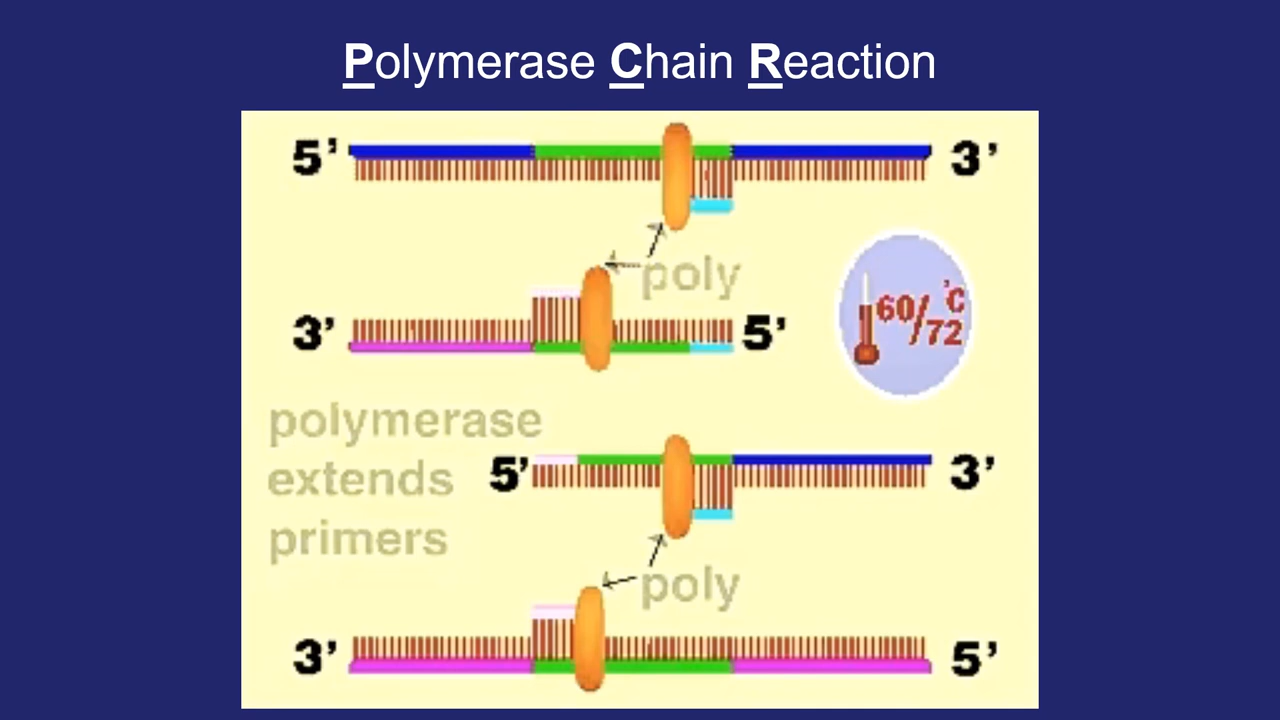 Polymerase Chain Reaction
5’ 3’
poly
3’ 5’
60/72 °C
polymerase
extends
primers
5’ 3’
poly
3’ 5’